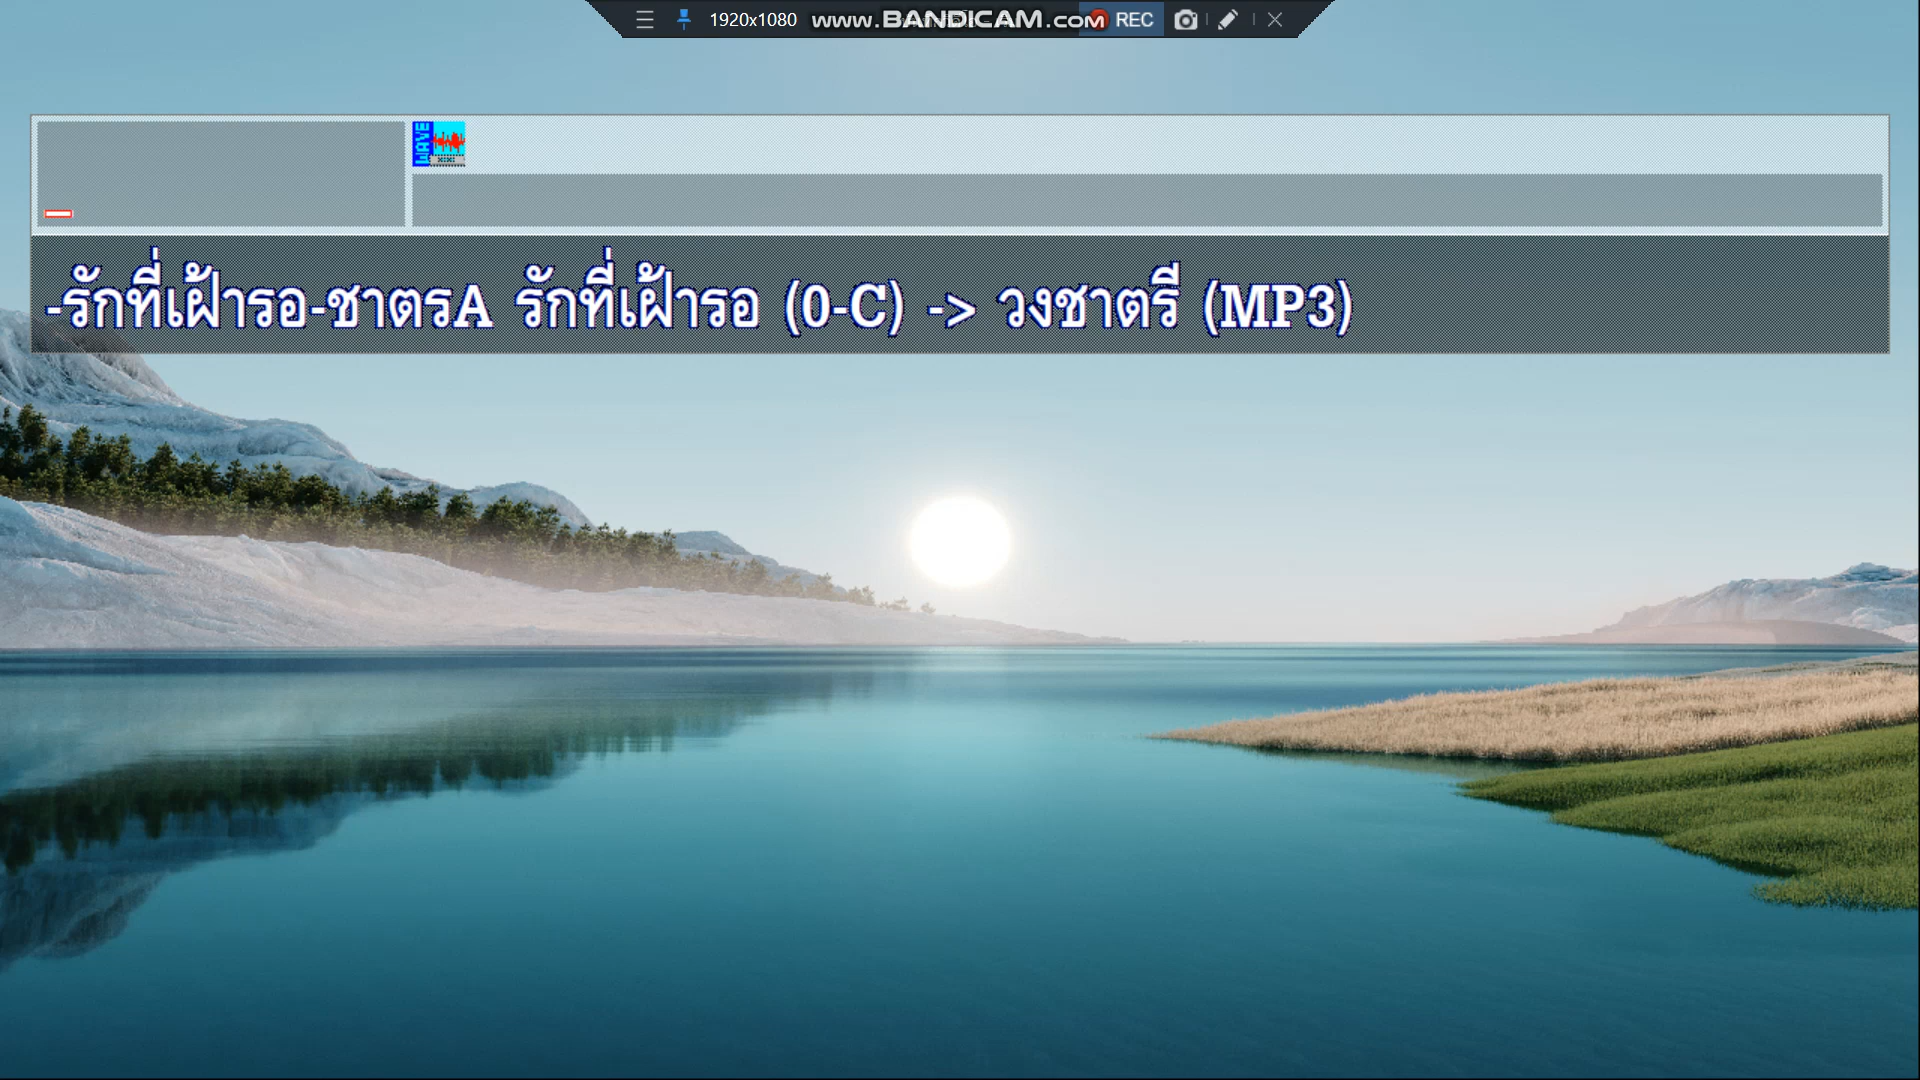 1920x1080 www.BANDICAM.com REC
WAVE
-รักที่เฝ้ารอ-ชาตรA รักที่เฝ้ารอ (0-C) -> วงชาตรี (MP3)